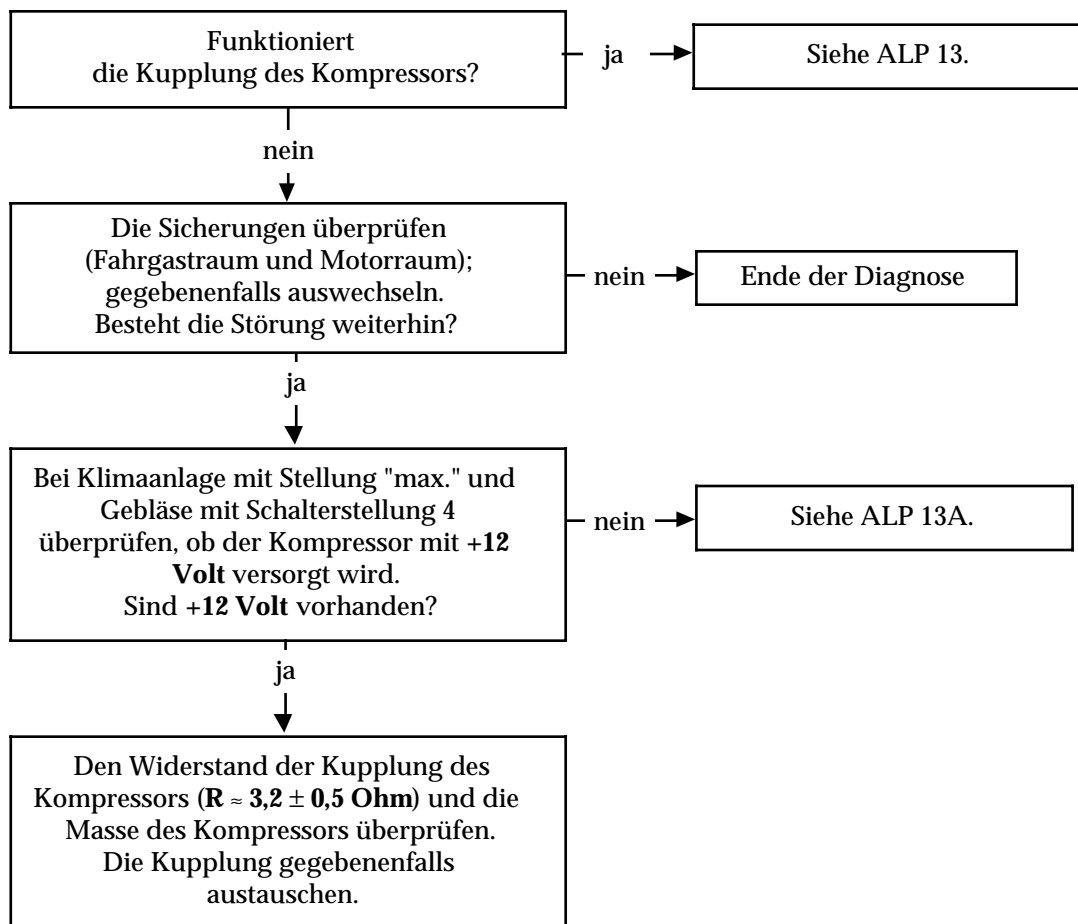 Funktioniert
die Kupplung des Kompressors?
ja
Siehe ALP 13.
nein
Die Sicherungen überprüfen
(Fahrgastraum und Motorraum);
gegebenenfalls auswechseln.
Besteht die Störung weiterhin?
nein
Ende der Diagnose
ja
Bei Klimaanlage mit Stellung "max." und
Gebläse mit Schalterstellung 4
überprüfen, ob der Kompressor mit +12
Volt versorgt wird.
Sind +12 Volt vorhanden?
nein
Siehe ALP 13A.
ja
Den Widerstand der Kupplung des
Kompressors (R ≈ 3,2 ± 0,5 Ohm) und die
Masse des Kompressors überprüfen.
Die Kupplung gegebenenfalls
austauschen.